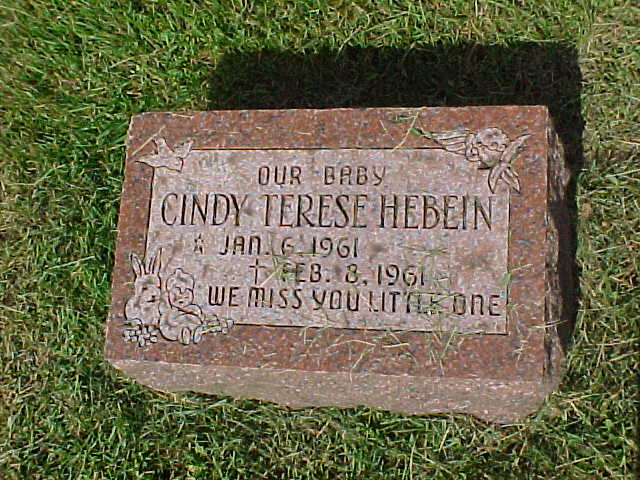 OUR BABY
CINDY TERESE HEBEIN
☆ JAN. 6, 1961
† FEB. 8, 1961
WE MISS YOU LITTLE ONE